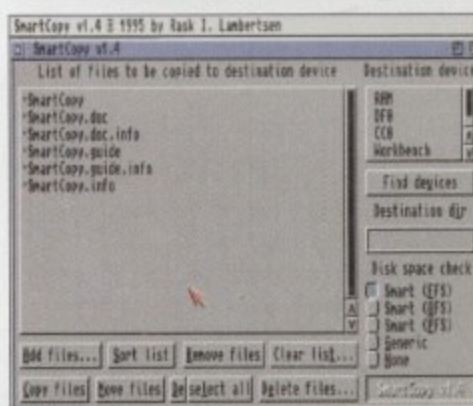 SmartCopy v1.4 © 1995 by Rask I. Lambertsen
SmartCopy v1.4
List of files to be copied to destination device
SmartCopy
SmartCopy.doc
SmartCopy.doc.info
SmartCopy.guide
SmartCopy.guide.info
SmartCopy.info
Destination device
RAM
DF0
CC0
Workbench
Find devices
Destination dir
Disk space check
Smart (FFS)
Smart (OFS)
Smart
Generic
None
Add files... Sort list Remove files Clear list...
Copy files Move files Deselect all Delete files...
SmartCopy v1.4